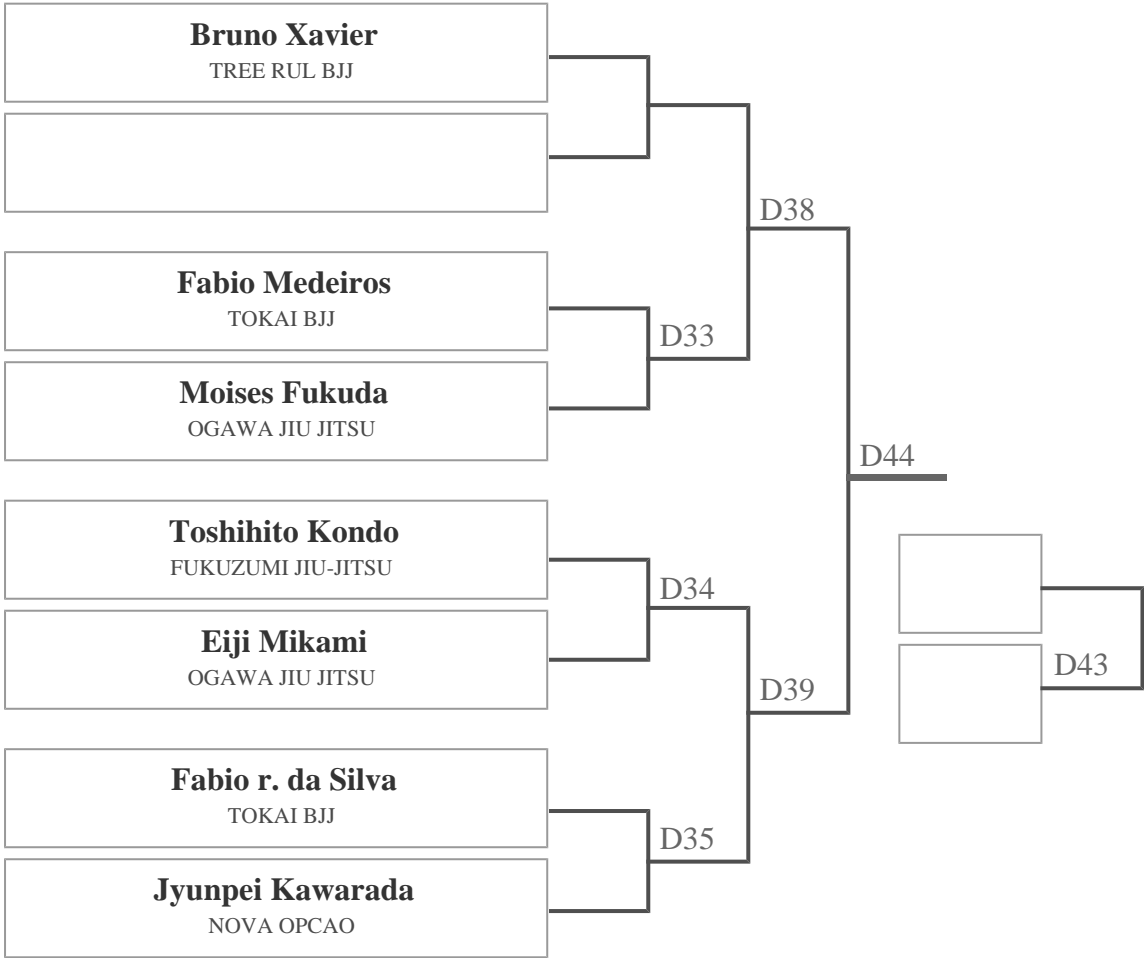 Bruno Xavier
TREE RUL BJJ
D38
Fabio Medeiros
TOKAI BJJ
D33
Moises Fukuda
OGAWA JIU JITSU
D44
Toshihito Kondo
FUKUZUMI JIU-JITSU
D34
Eiji Mikami
OGAWA JIU JITSU
D39
D43
Fabio r. da Silva
TOKAI BJJ
D35
Jyunpei Kawarada
NOVA OPCAO